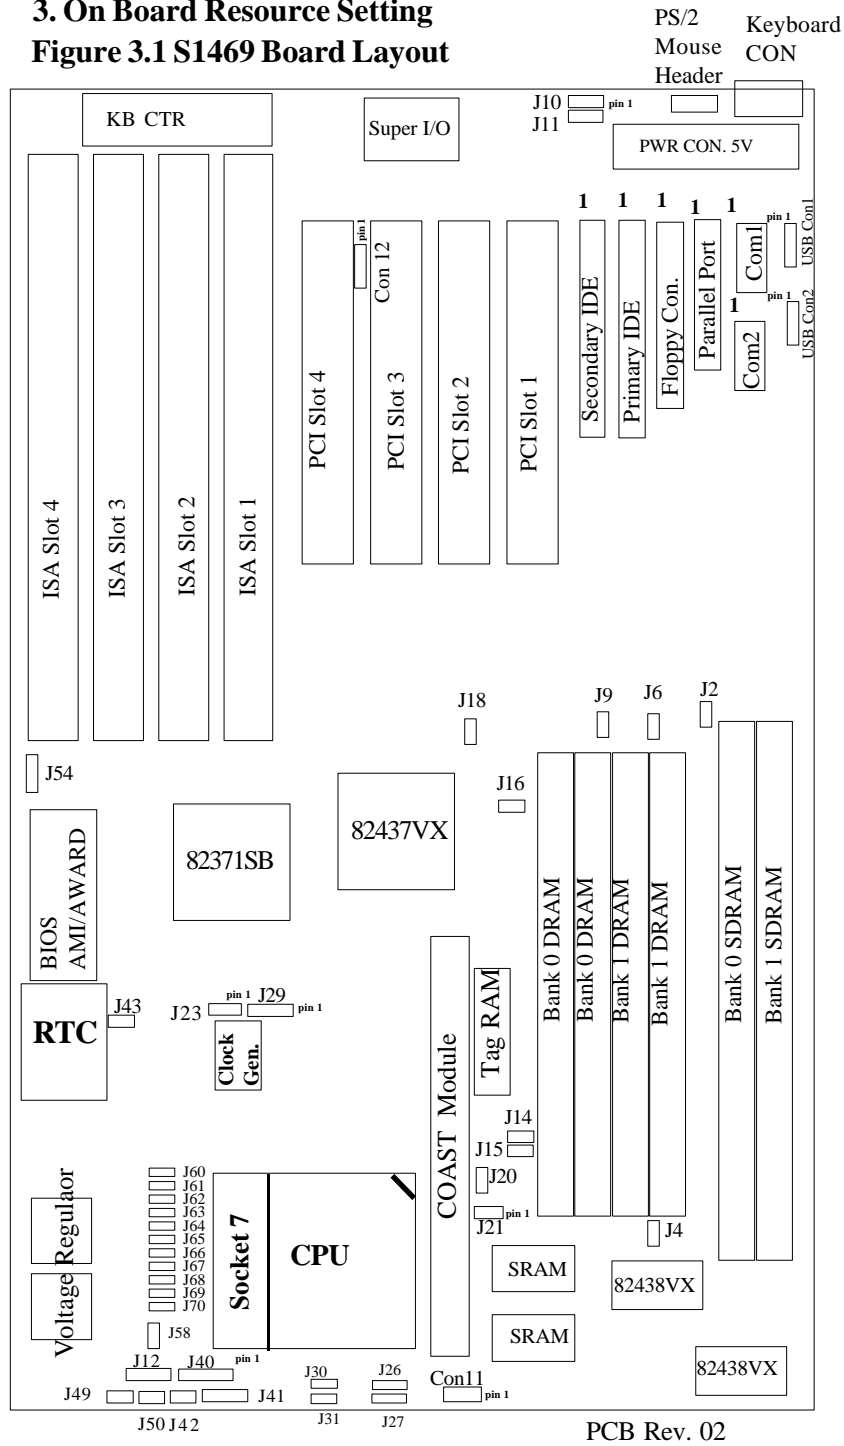 3. On Board Resource Setting
Figure 3.1 S1469 Board Layout
PS/2
Mouse
Header
Keyboard
CON
KB CTR
Super I/O
J10
pin 1
J11
PWR CON. 5V
1
1
1
1
1
pin 1
USB Con1
Com1
pin 1
USB Con2
1
Com2
Parallel Port
Floppy Con.
Primary IDE
Secondary IDE
pin 1
Con 12
PCI Slot 4
PCI Slot 3
PCI Slot 2
PCI Slot 1
ISA Slot 4
ISA Slot 3
ISA Slot 2
ISA Slot 1
J18
J9
J6
J2
J54
J16
82437VX
82371SB
BIOS
AMI/AWARD
Bank 0 DRAM
Bank 0 DRAM
Bank 1 DRAM
Bank 1 DRAM
Bank 0 SDRAM
Bank 1 SDRAM
RTC
J43
J23
pin 1
J29
pin 1
Clock
Gen.
COAST Module
Tag RAM
J14
J15
J20
J21
pin 1
J4
J60
J61
J62
J63
J64
J65
J66
J67
J68
J69
J70
J58
Voltage Regulaor
Socket 7
CPU
SRAM
SRAM
82438VX
82438VX
J12
J40
pin 1
J49
J50
J42
J41
J30
J31
J26
J27
Con11
pin 1
PCB Rev. 02